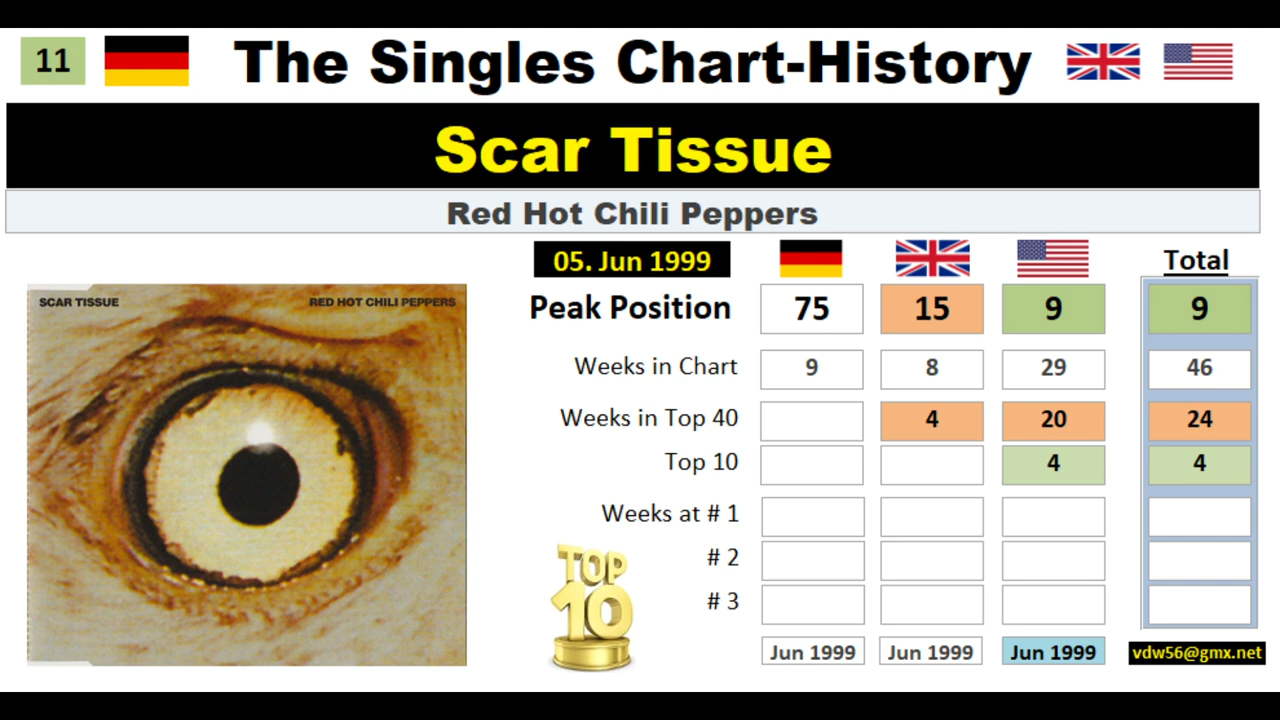 11 The Singles Chart-History
Scar Tissue
Red Hot Chili Peppers
05. Jun 1999 Total
SCAR TISSUE RED HOT CHILI PEPPERS
Peak Position 75 15 9 9
Weeks in Chart 9 8 29 46
Weeks in Top 40 4 20 24
Top 10 4 4
Weeks at # 1
# 2
# 3
TOP
10
Jun 1999 Jun 1999 Jun 1999 vdw56@gmx.net